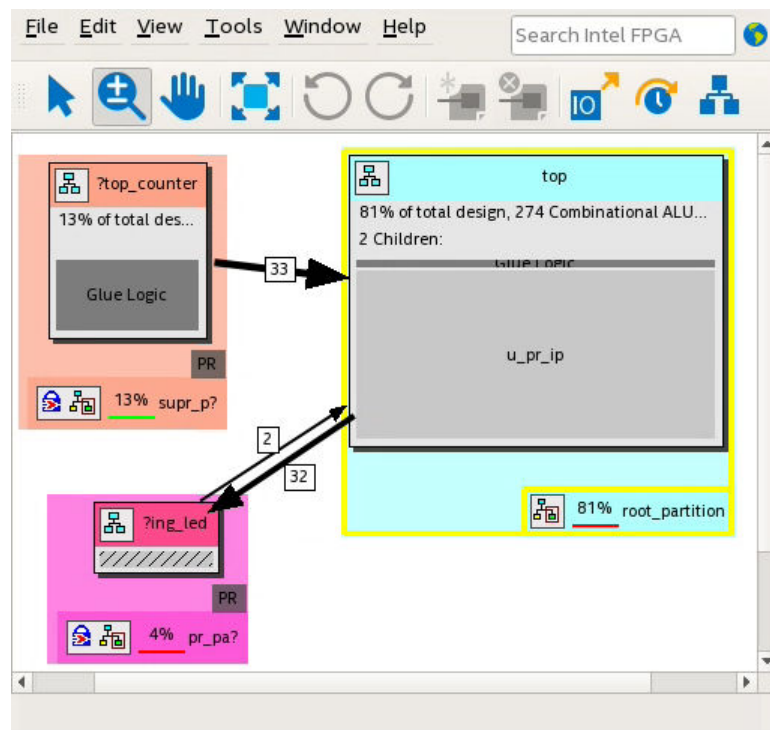 File Edit View Tools Window Help
Search Intel FPGA
IO
?top_counter
13% of total des...
Glue Logic
PR
13% supr_p?
33
top
81% of total design, 274 Combinational ALU...
2 Children:
Glue Logic
u_pr_ip
81% root_partition
2
32
?ing_led
PR
4% pr_pa?